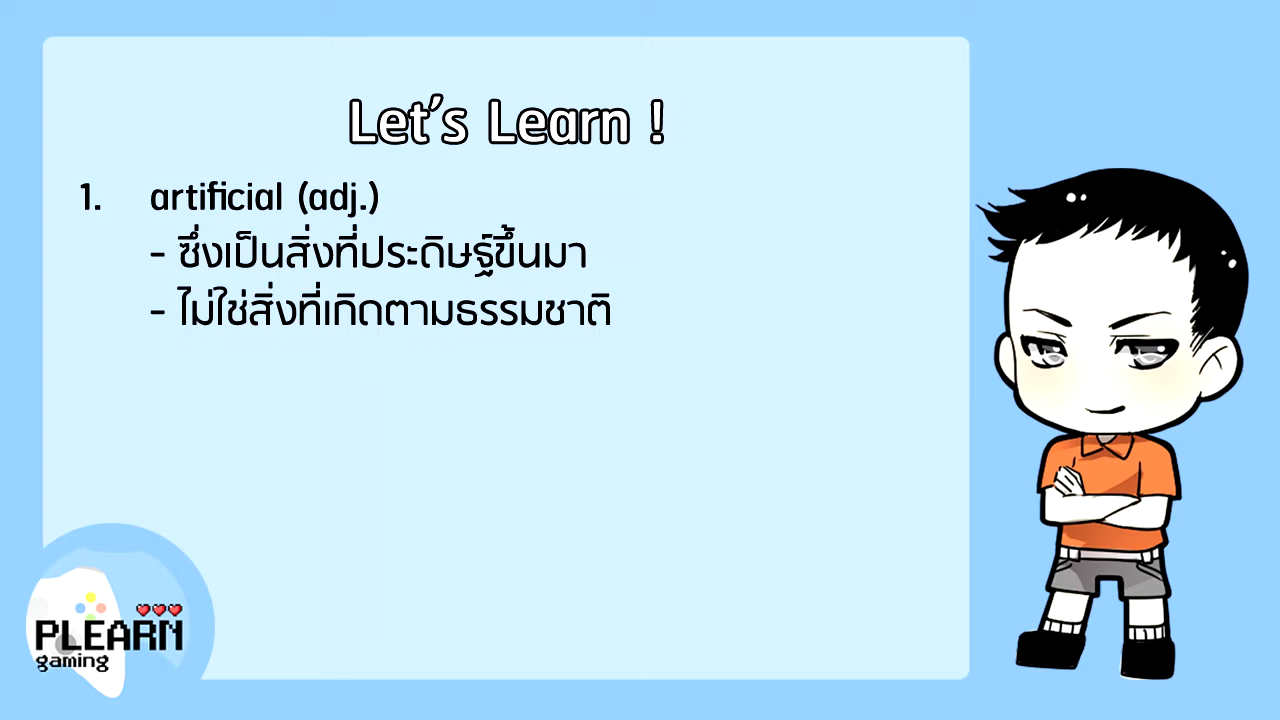 Let's Learn !
1. artificial (adj.)
- ซึ่งเป็นสิ่งที่ประดิษฐ์ขึ้นมา
- ไม่ใช่สิ่งที่เกิดตามธรรมชาติ
PLEARN
gaming